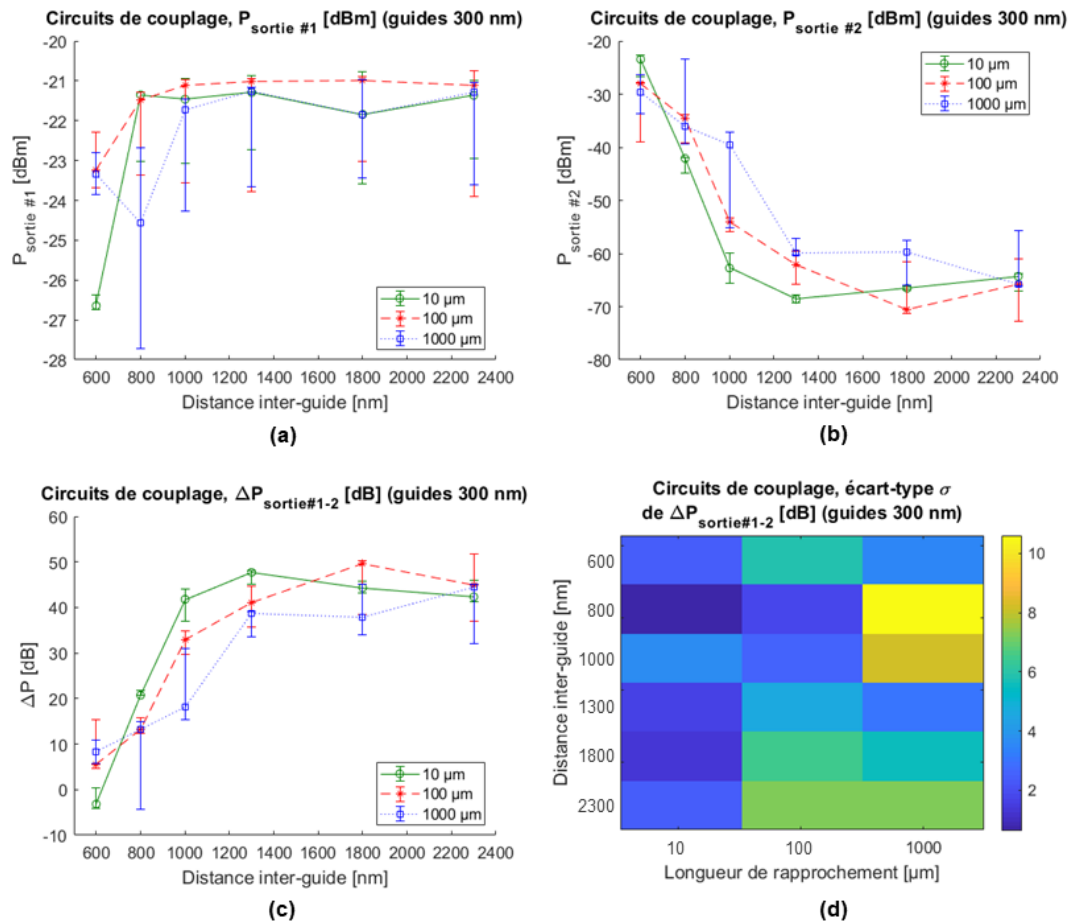 Circuits de couplage, P sortie #1 [dBm] (guides 300 nm)
-20
-21
-22
-23
-24
-25
-26
-27
-28
P sortie #1 [dBm]
10 µm
100 µm
1000 µm
600 800 1000 1200 1400 1600 1800 2000 2200 2400
Distance inter-guide [nm]
(a)
Circuits de couplage, P sortie #2 [dBm] (guides 300 nm)
-20
-30
-40
-50
-60
-70
-80
P sortie #2 [dBm]
10 µm
100 µm
1000 µm
600 800 1000 1200 1400 1600 1800 2000 2200 2400
Distance inter-guide [nm]
(b)
Circuits de couplage, ΔP sortie#1-2 [dB] (guides 300 nm)
60
50
40
30
20
10
0
-10
ΔP [dB]
10 µm
100 µm
1000 µm
600 800 1000 1200 1400 1600 1800 2000 2200 2400
Distance inter-guide [nm]
(c)
Circuits de couplage, écart-type σ
de ΔP sortie#1-2 [dB] (guides 300 nm)
Distance inter-guide [nm]
600
800
1000
1300
1800
2300
10 100 1000
Longueur de rapprochement [µm]
10
8
6
4
2
(d)